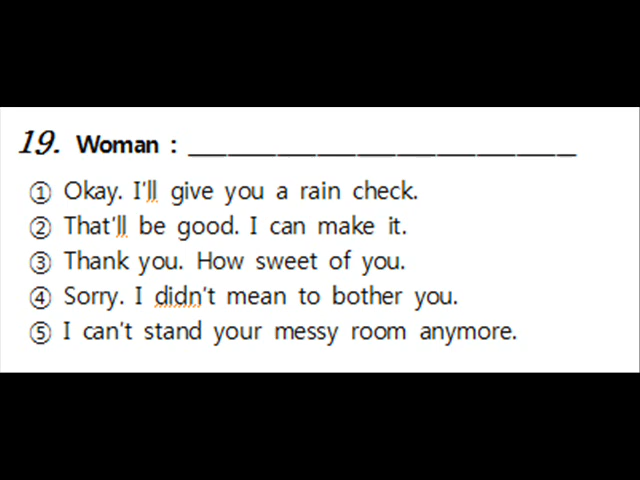 19. Woman : ______________________________
① Okay. I'll give you a rain check.
② That'll be good. I can make it.
③ Thank you. How sweet of you.
④ Sorry. I didn't mean to bother you.
⑤ I can't stand your messy room anymore.